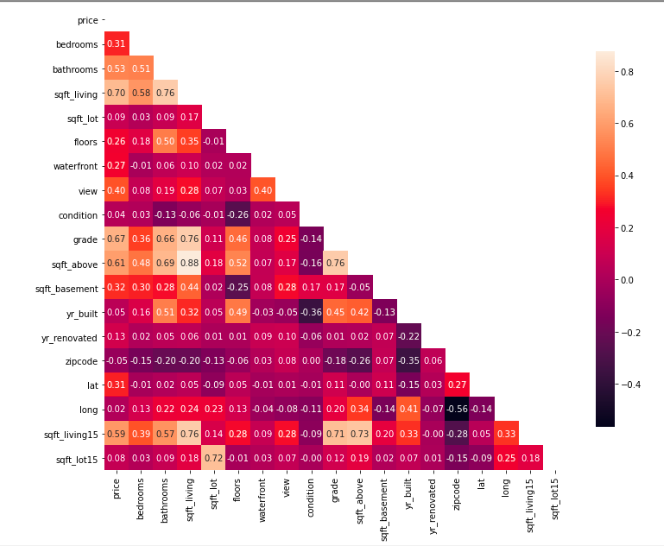 price
bedrooms 0.31
bathrooms 0.53 0.51
sqft_living 0.70 0.58 0.76
sqft_lot 0.09 0.03 0.09 0.17
floors 0.26 0.18 0.50 0.35 -0.01
waterfront 0.27 -0.01 0.06 0.10 0.02 0.02
view 0.40 0.08 0.19 0.28 0.07 0.03 0.40
condition 0.04 0.03 -0.13 -0.06 -0.01 -0.26 0.02 0.05
grade 0.67 0.36 0.66 0.76 0.11 0.46 0.08 0.25 -0.14
sqft_above 0.61 0.48 0.69 0.88 0.18 0.52 0.07 0.17 -0.16 0.76
sqft_basement 0.32 0.30 0.28 0.44 0.02 -0.25 0.08 0.28 0.17 0.17 -0.05
yr_built 0.05 0.16 0.51 0.32 0.05 0.49 -0.03 -0.05 -0.36 0.45 0.42 -0.13
yr_renovated 0.13 0.02 0.05 0.06 0.01 0.01 0.09 0.10 -0.06 0.01 0.02 0.07 -0.22
zipcode -0.05 -0.15 -0.20 -0.20 -0.13 -0.06 0.03 0.08 0.00 -0.18 -0.26 0.07 -0.35 0.06
lat 0.31 -0.01 0.02 0.05 -0.09 0.05 -0.01 0.01 -0.01 0.11 -0.00 0.11 -0.15 0.03 0.27
long 0.02 0.13 0.22 0.24 0.23 0.13 -0.04 -0.08 -0.11 0.20 0.34 -0.14 0.41 -0.07 -0.56 -0.14
sqft_living15 0.59 0.39 0.57 0.76 0.14 0.28 0.09 0.28 -0.09 0.71 0.73 0.20 0.33 -0.00 -0.28 0.05 0.33
sqft_lot15 0.08 0.03 0.09 0.18 0.72 -0.01 0.03 0.07 -0.00 0.12 0.19 0.02 0.07 0.01 -0.15 -0.09 0.25 0.18
price bedrooms bathrooms sqft_living sqft_lot floors waterfront view condition grade sqft_above sqft_basement yr_built yr_renovated zipcode lat long sqft_living15 sqft_lot15
0.8
0.6
0.4
0.2
0.0
−0.2
−0.4